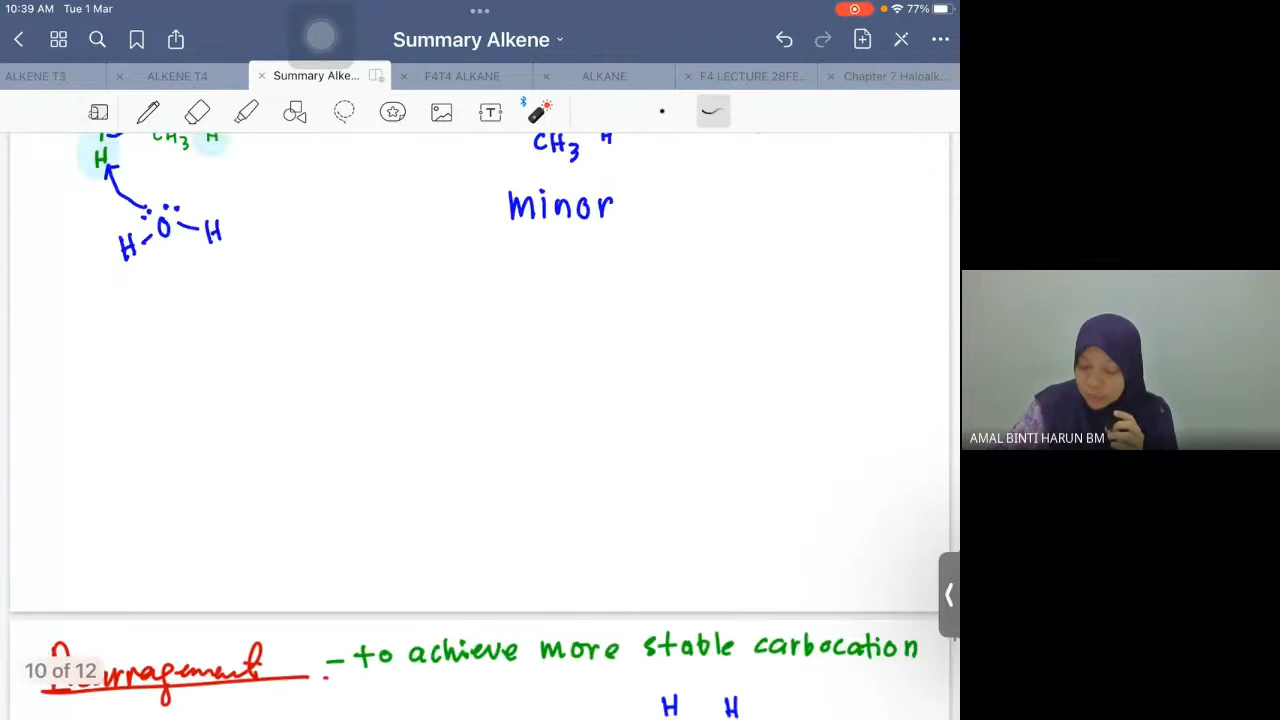 10:39 AM Tue 1 Mar
77%
Summary Alkene
ALKENE T3
ALKENE T4
Summary Alke...
F4T4 ALKANE
ALKANE
F4 LECTURE 28FE...
Chapter 7 Haloalk...
T
CH3 H
H
CH3 H
minor
O
H H
AMAL BINTI HARUN BM
10 of 12
- to achieve more stable carbocation
H H